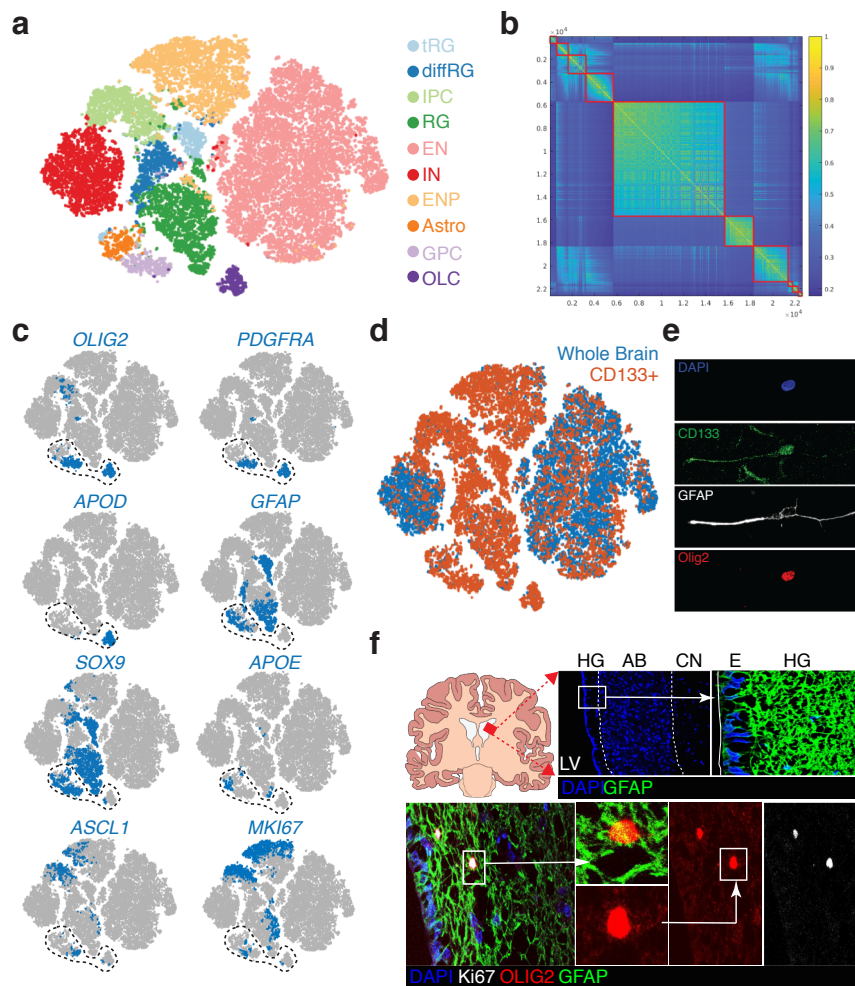 a
tRG
diffRG
IPC
RG
EN
IN
ENP
Astro
GPC
OLC
b
×10⁴
0.2
0.4
0.6
0.8
1
1.2
1.4
1.6
1.8
2
2.2
0.2 0.4 0.6 0.8 1 1.2 1.4 1.6 1.8 2 2.2
×10⁴
1
0.9
0.8
0.7
0.6
0.5
0.4
0.3
0.2
c
OLIG2 PDGFRA
APOD GFAP
SOX9 APOE
ASCL1 MKI67
d
Whole Brain
CD133+
e
DAPI
CD133
GFAP
Olig2
f
HG AB CN E HG
LV
DAPI GFAP
DAPI Ki67 OLIG2 GFAP